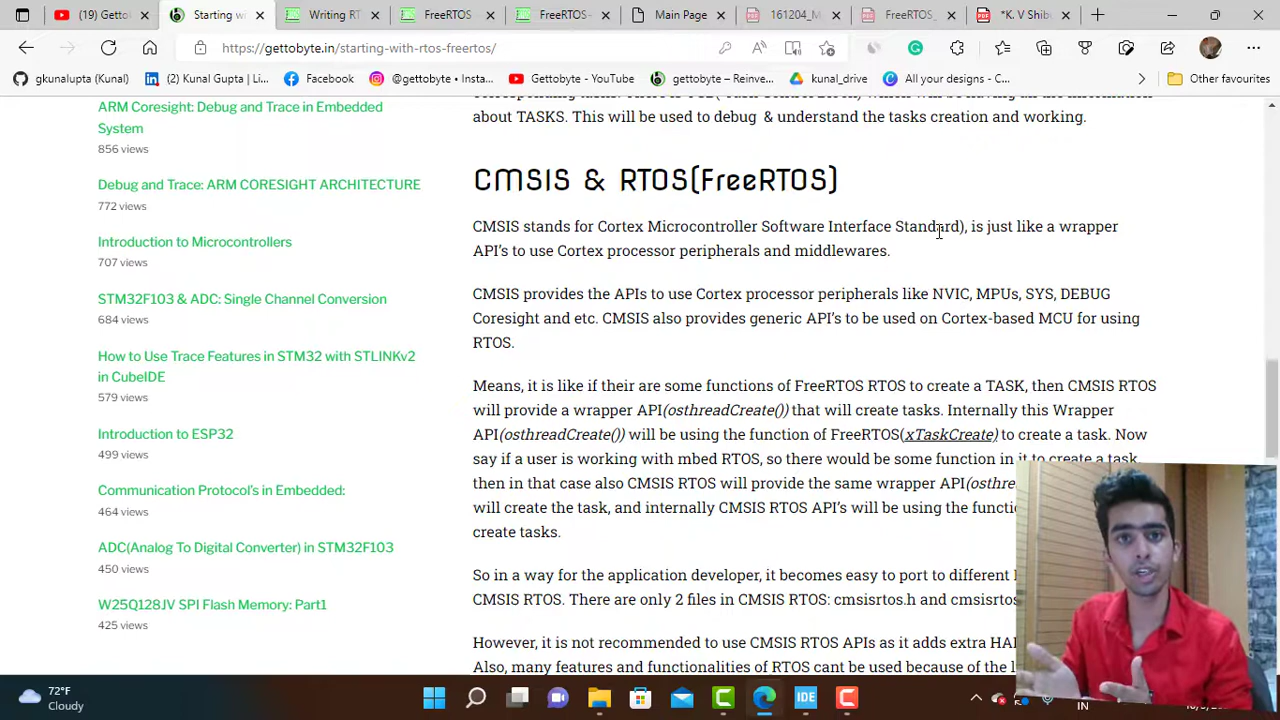 (19) Getto
Starting w
Writing RT
FreeRTOS
FreeRTOS-
Main Page
161204_M
FreeRTOS_
*K. V Shib
https://gettobyte.in/starting-with-rtos-freertos/
gkunalupta (Kunal)
(2) Kunal Gupta | Li...
Facebook
@gettobyte • Insta...
Gettobyte - YouTube
gettobyte – Reinve...
kunal_drive
All your designs - C...
Other favourites
ARM Coresight: Debug and Trace in Embedded
System
856 views
Debug and Trace: ARM CORESIGHT ARCHITECTURE
772 views
Introduction to Microcontrollers
707 views
STM32F103 & ADC: Single Channel Conversion
684 views
How to Use Trace Features in STM32 with STLINKv2
in CubeIDE
579 views
Introduction to ESP32
499 views
Communication Protocol's in Embedded:
464 views
ADC(Analog To Digital Converter) in STM32F103
450 views
W25Q128JV SPI Flash Memory: Part1
425 views
about TASKS. This will be used to debug & understand the tasks creation and working.
CMSIS & RTOS(FreeRTOS)
CMSIS stands for Cortex Microcontroller Software Interface Standard), is just like a wrapper
API's to use Cortex processor peripherals and middlewares.
CMSIS provides the APIs to use Cortex processor peripherals like NVIC, MPUs, SYS, DEBUG
Coresight and etc. CMSIS also provides generic API's to be used on Cortex-based MCU for using
RTOS.
Means, it is like if their are some functions of FreeRTOS RTOS to create a TASK, then CMSIS RTOS
will provide a wrapper API(osthreadCreate()) that will create tasks. Internally this Wrapper
API(osthreadCreate()) will be using the function of FreeRTOS(xTaskCreate) to create a task. Now
say if a user is working with mbed RTOS, so there would be some function in it to create a task,
then in that case also CMSIS RTOS will provide the same wrapper API(osthre
will create the task, and internally CMSIS RTOS API's will be using the functi
create tasks.
So in a way for the application developer, it becomes easy to port to different
CMSIS RTOS. There are only 2 files in CMSIS RTOS: cmsisrtos.h and cmsisrtos
However, it is not recommended to use CMSIS RTOS APIs as it adds extra HA
Also, many features and functionalities of RTOS cant be used because of the l
72°F
Cloudy
IDE
IN